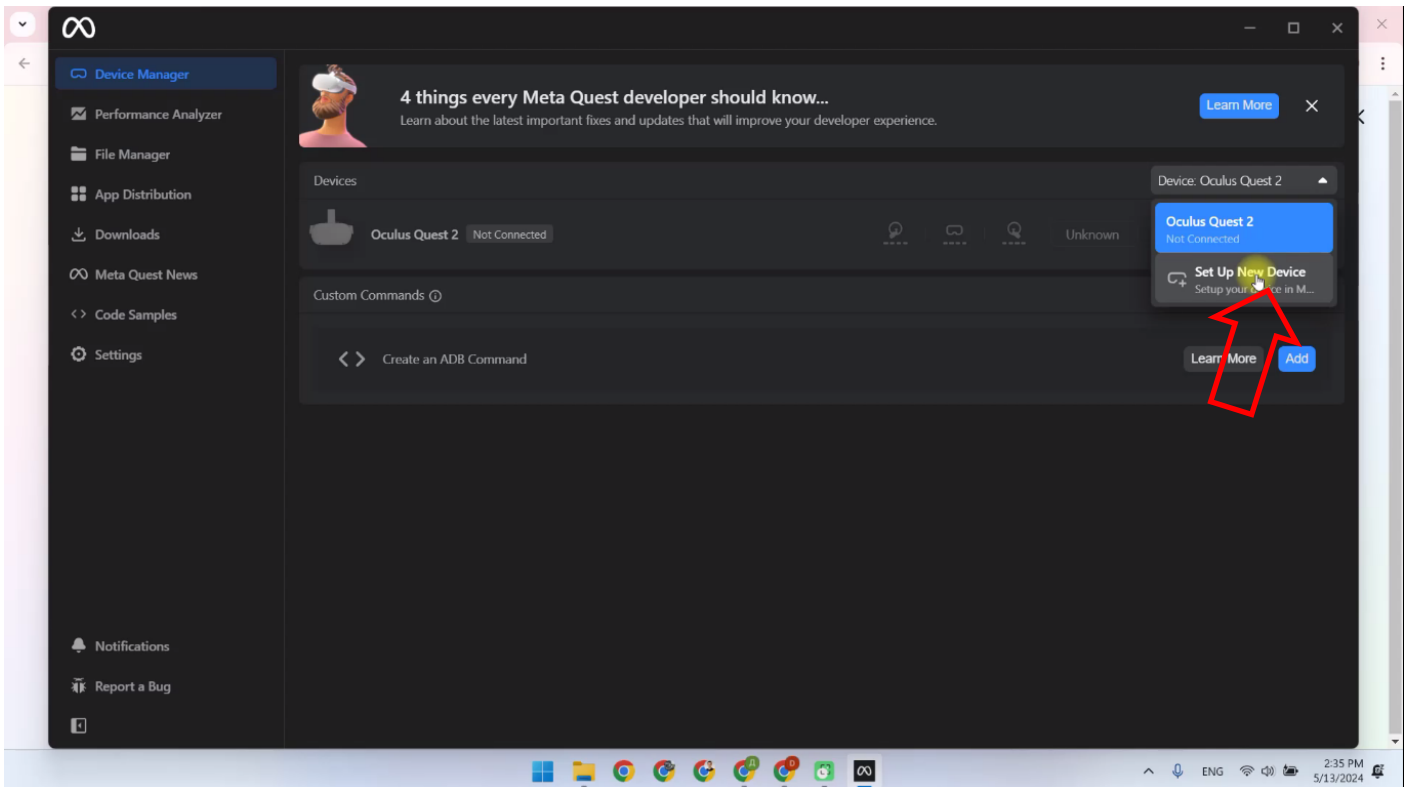 Device Manager
Performance Analyzer
File Manager
App Distribution
Downloads
Meta Quest News
Code Samples
Settings
Notifications
Report a Bug
4 things every Meta Quest developer should know...
Learn about the latest important fixes and updates that will improve your developer experience.
Learn More
Devices
Device: Oculus Quest 2
Oculus Quest 2 Not Connected
Unknown
Oculus Quest 2
Not Connected
Set Up New Device
Setup your device in M...
Custom Commands
Create an ADB Command
Learn More Add
ENG
2:35 PM
5/13/2024